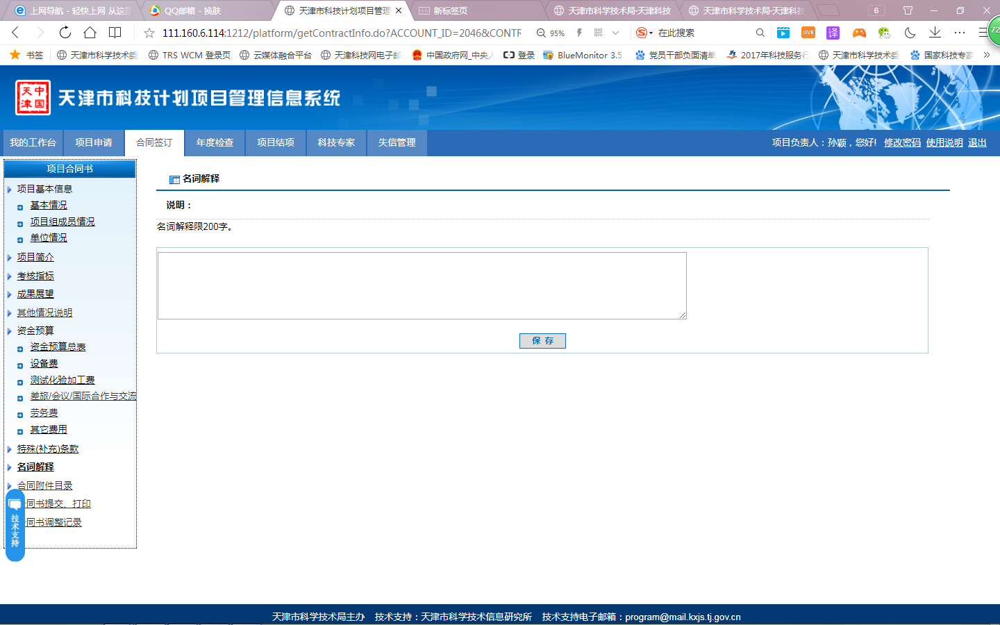 上网导航 - 轻快上网 从这里
QQ邮箱 - 换肤
天津市科技计划项目管理
新标签页
天津市科学技术局-天津科技
天津市科学技术局-天津科技
6
111.160.6.114:1212/platform/getContractInfo.do?ACCOUNT_ID=2046&CONTR
95%
在此搜索
LIVE
译
72
书签
天津市科学技术委
TRS WCM 登录页
云媒体融合平台
天津科技网电子邮
中国政府网_中央人
登录
BlueMonitor 3.5
党员干部负面清单
2017年科技服务行
天津市科学技术委
国家科技专家
中国天津
天津市科技计划项目管理信息系统
我的工作台
项目申请
合同签订
年度检查
项目结项
科技专家
失信管理
项目负责人：孙颖，您好! 修改密码 使用说明 退出
项目合同书
项目基本信息
基本情况
项目组成员情况
单位情况
项目简介
考核指标
成果展望
其他情况说明
资金预算
资金预算总表
设备费
测试化验加工费
差旅/会议/国际合作与交流
劳务费
其它费用
特殊(补充)条款
名词解释
合同附件目录
同书提交、打印
同书调整记录
技术支持
名词解释
说明：
名词解释限200字。
保 存
天津市科学技术局主办 技术支持：天津市科学技术信息研究所 技术支持电子邮箱：program@mail.kxjs.tj.gov.cn